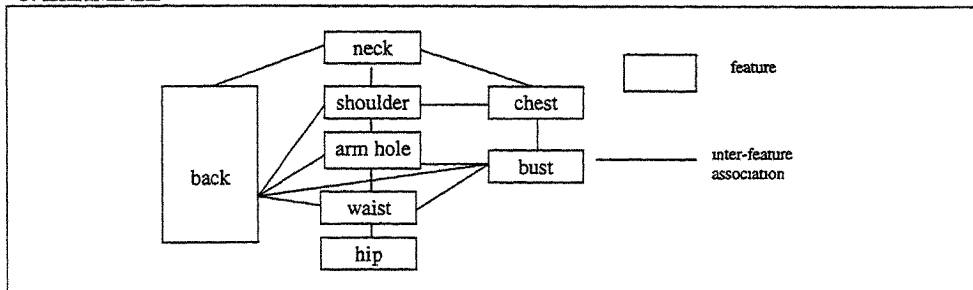 neck
feature
shoulder
chest
arm hole
bust
inter-feature
association
back
waist
hip